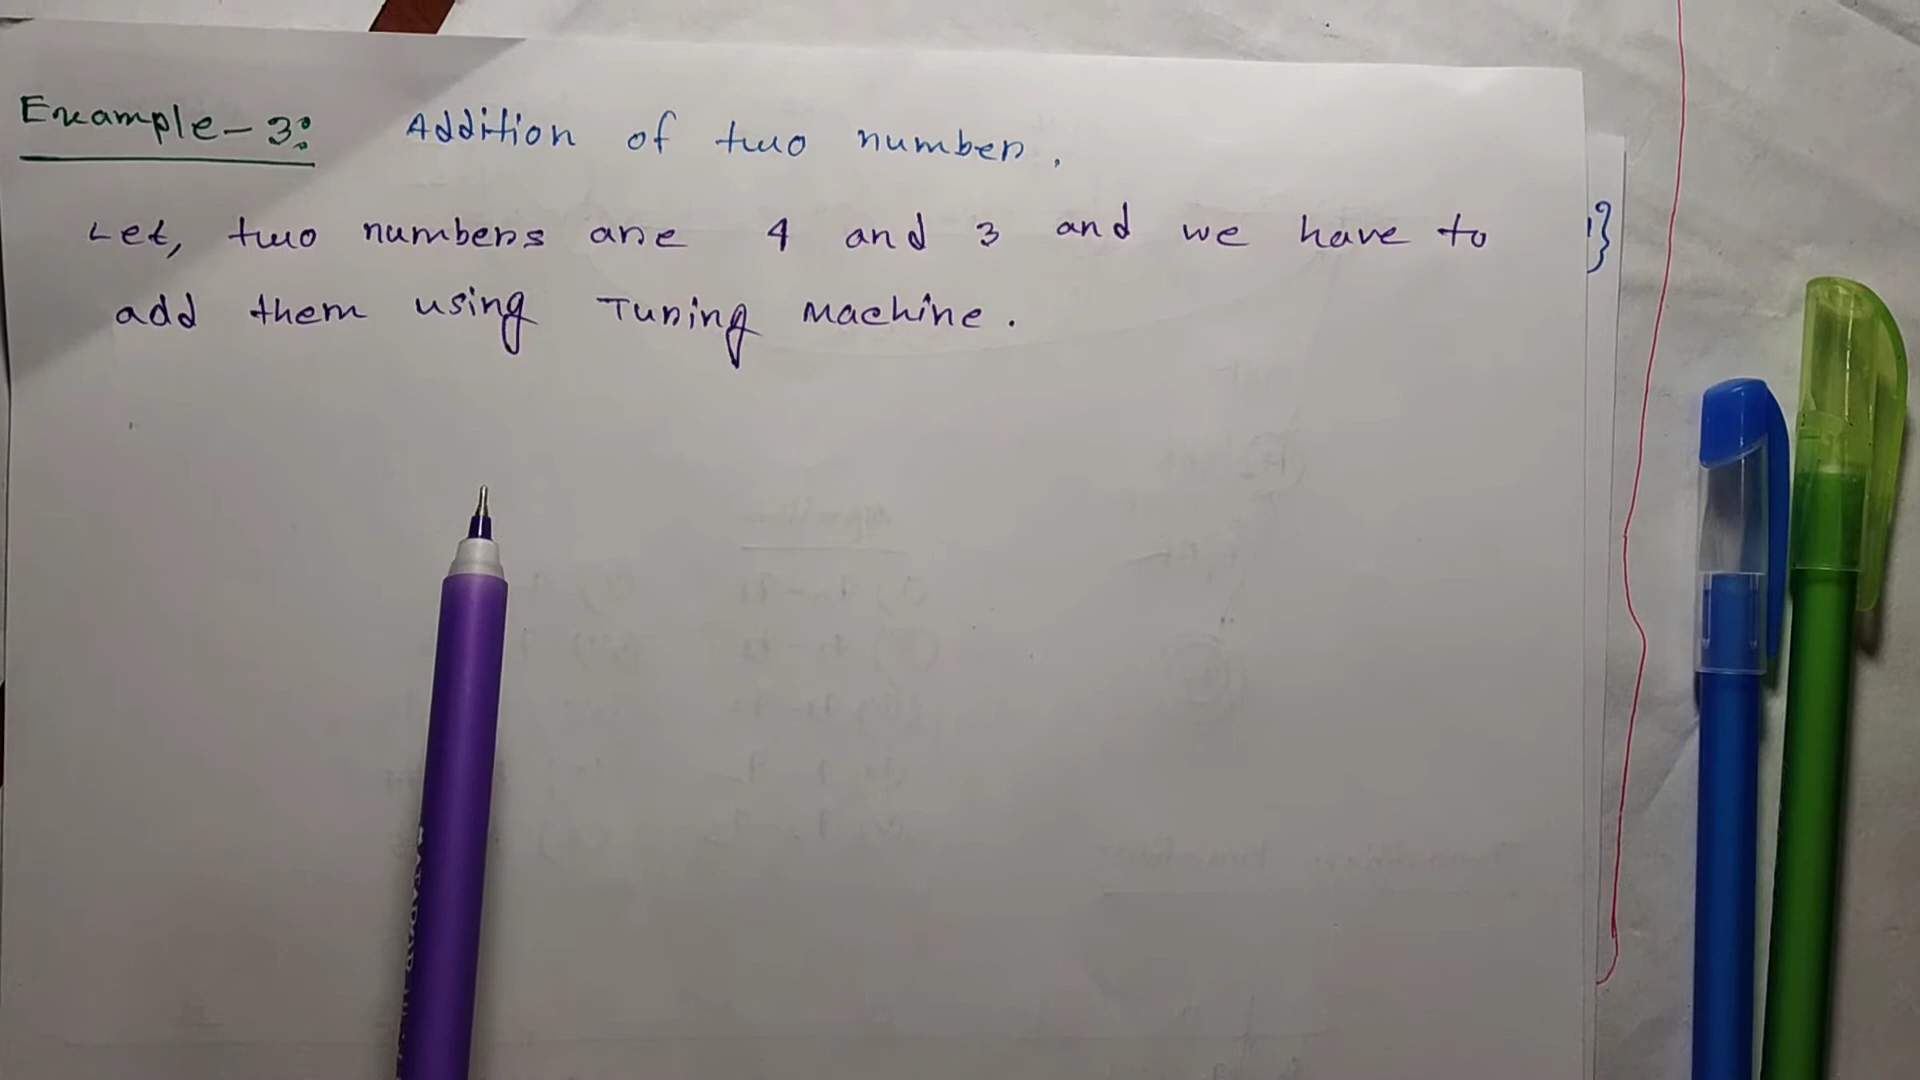 Example-3: Addition of two number.
Let, two numbers are 4 and 3 and we have to
add them using Turing Machine.